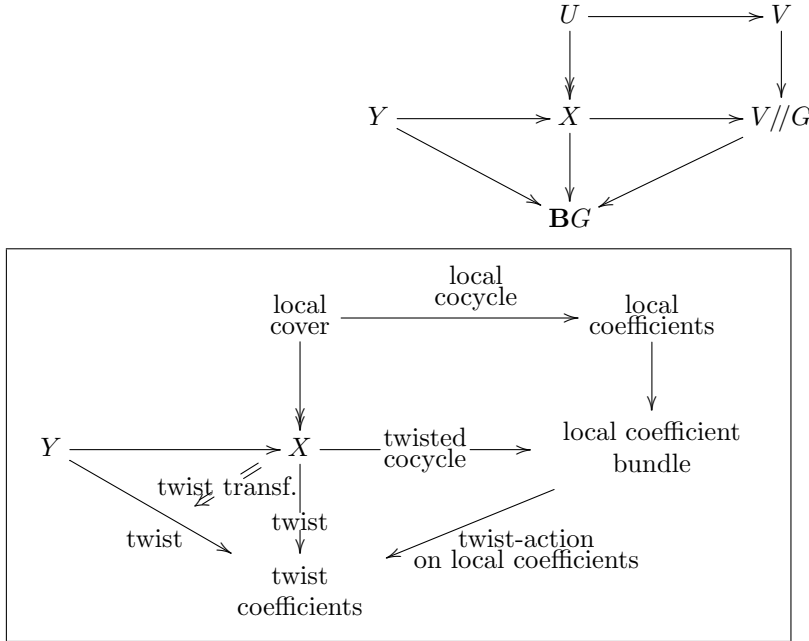 U V
Y X V//G
BG
local
cocycle
local
cover
local
coefficients
Y X twisted
cocycle
local coefficient
bundle
twist transf.
twist
twist
twist-action
on local coefficients
twist
coefficients